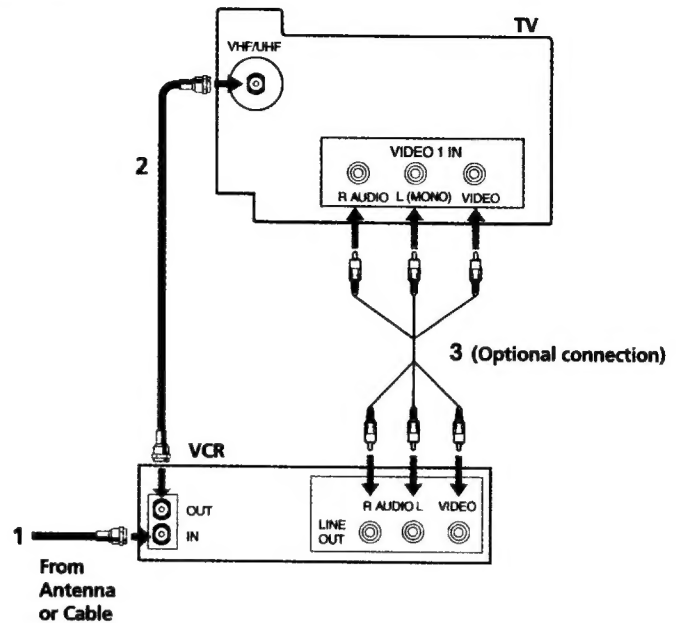 TV
VHF/UHF
VIDEO 1 IN
R AUDIO L (MONO) VIDEO
2
3 (Optional connection)
VCR
OUT
IN
R AUDIO L VIDEO
LINE
OUT
1
From
Antenna
or Cable